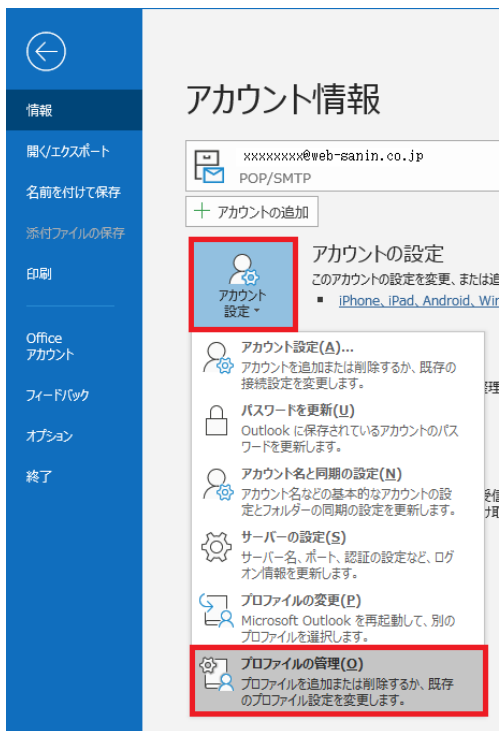 アカウント情報
情報
開く/エクスポート
名前を付けて保存
添付ファイルの保存
印刷
Office
アカウント
フィードバック
オプション
終了
xxxxxxxx@web-sanin.co.jp
POP/SMTP
アカウントの追加
アカウント
設定
アカウントの設定
このアカウントの設定を変更、または追
iPhone、iPad、Android、Win
アカウント設定(A)...
アカウントを追加または削除するか、既存の
接続設定を変更します。
パスワードを更新(U)
Outlook に保存されているアカウントのパス
ワードを更新します。
アカウント名と同期の設定(N)
アカウント名などの基本的なアカウントの設
定とフォルダーの同期の設定を更新します。
サーバーの設定(S)
サーバー名、ポート、認証の設定など、ログ
オン情報を更新します。
プロファイルの変更(P)
Microsoft Outlook を再起動して、別の
プロファイルを選択します。
プロファイルの管理(O)
プロファイルを追加または削除するか、既存
のプロファイル設定を変更します。